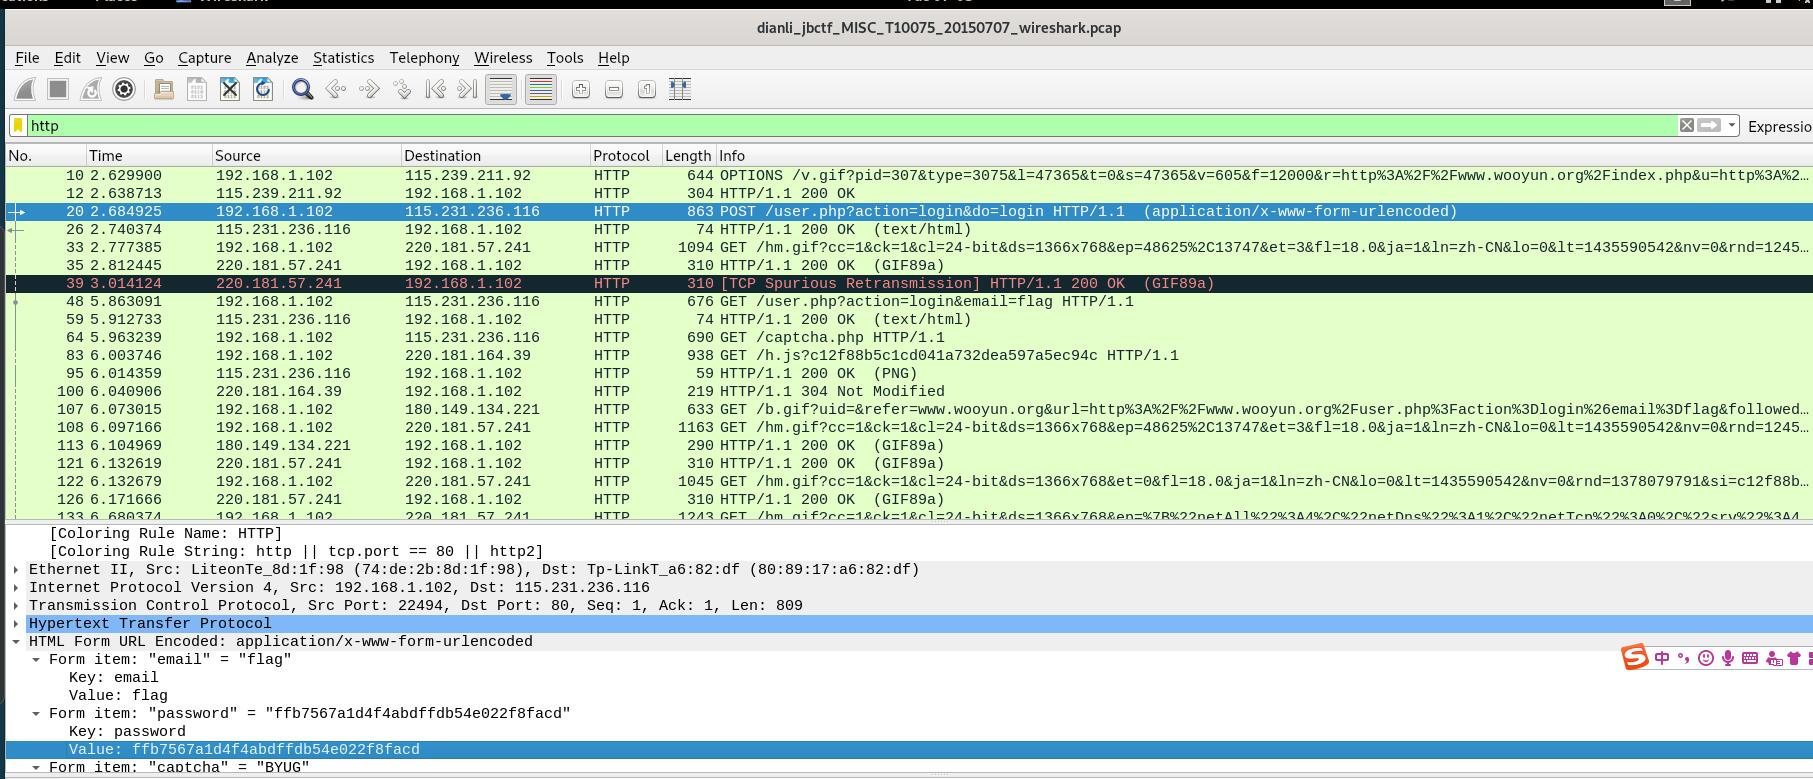 dianli_jbctf_MISC_T10075_20150707_wireshark.pcap
File Edit View Go Capture Analyze Statistics Telephony Wireless Tools Help
http Expressio
No. Time Source Destination Protocol Length Info
10 2.629900 192.168.1.102 115.239.211.92 HTTP 644 OPTIONS /v.gif?pid=307&type=3075&l=47365&t=0&s=47365&v=605&f=12000&r=http%3A%2F%2Fwww.wooyun.org%2Findex.php&u=http%3A%2…
12 2.638713 115.239.211.92 192.168.1.102 HTTP 304 HTTP/1.1 200 OK
20 2.684925 192.168.1.102 115.231.236.116 HTTP 863 POST /user.php?action=login&do=login HTTP/1.1 (application/x-www-form-urlencoded)
26 2.740374 115.231.236.116 192.168.1.102 HTTP 74 HTTP/1.1 200 OK (text/html)
33 2.777385 192.168.1.102 220.181.57.241 HTTP 1094 GET /hm.gif?cc=1&ck=1&cl=24-bit&ds=1366x768&ep=48625%2C13747&et=3&fl=18.0&ja=1&ln=zh-CN&lo=0&lt=1435590542&nv=0&rnd=1245…
35 2.812445 220.181.57.241 192.168.1.102 HTTP 310 HTTP/1.1 200 OK (GIF89a)
39 3.014124 220.181.57.241 192.168.1.102 HTTP 310 [TCP Spurious Retransmission] HTTP/1.1 200 OK (GIF89a)
48 5.863091 192.168.1.102 115.231.236.116 HTTP 676 GET /user.php?action=login&email=flag HTTP/1.1
59 5.912733 115.231.236.116 192.168.1.102 HTTP 74 HTTP/1.1 200 OK (text/html)
64 5.963239 192.168.1.102 115.231.236.116 HTTP 690 GET /captcha.php HTTP/1.1
83 6.003746 192.168.1.102 220.181.164.39 HTTP 938 GET /h.js?c12f88b5c1cd041a732dea597a5ec94c HTTP/1.1
95 6.014359 115.231.236.116 192.168.1.102 HTTP 59 HTTP/1.1 200 OK (PNG)
100 6.040906 220.181.164.39 192.168.1.102 HTTP 219 HTTP/1.1 304 Not Modified
107 6.073015 192.168.1.102 180.149.134.221 HTTP 633 GET /b.gif?uid=&refer=www.wooyun.org&url=http%3A%2F%2Fwww.wooyun.org%2Fuser.php%3Faction%3Dlogin%26email%3Dflag&followed…
108 6.097166 192.168.1.102 220.181.57.241 HTTP 1163 GET /hm.gif?cc=1&ck=1&cl=24-bit&ds=1366x768&ep=48625%2C13747&et=3&fl=18.0&ja=1&ln=zh-CN&lo=0&lt=1435590542&nv=0&rnd=1245…
113 6.104969 180.149.134.221 192.168.1.102 HTTP 290 HTTP/1.1 200 OK (GIF89a)
121 6.132619 220.181.57.241 192.168.1.102 HTTP 310 HTTP/1.1 200 OK (GIF89a)
122 6.132679 192.168.1.102 220.181.57.241 HTTP 1045 GET /hm.gif?cc=1&ck=1&cl=24-bit&ds=1366x768&et=0&fl=18.0&ja=1&ln=zh-CN&lo=0&lt=1435590542&nv=0&rnd=1378079791&si=c12f88b…
126 6.171666 220.181.57.241 192.168.1.102 HTTP 310 HTTP/1.1 200 OK (GIF89a)
133 6.680374 192.168.1.102 220.181.57.241 HTTP 1243 GET /hm.gif?cc=1&ck=1&cl=24-bit&ds=1366x768&ep=%7B%22netAll%22%3A4%2C%22netDns%22%3A1%2C%22netTcp%22%3A0%2C%22srv%22%3A4
[Coloring Rule Name: HTTP]
[Coloring Rule String: http || tcp.port == 80 || http2]
Ethernet II, Src: LiteonTe_8d:1f:98 (74:de:2b:8d:1f:98), Dst: Tp-LinkT_a6:82:df (80:89:17:a6:82:df)
Internet Protocol Version 4, Src: 192.168.1.102, Dst: 115.231.236.116
Transmission Control Protocol, Src Port: 22494, Dst Port: 80, Seq: 1, Ack: 1, Len: 809
Hypertext Transfer Protocol
HTML Form URL Encoded: application/x-www-form-urlencoded
Form item: "email" = "flag"
Key: email
Value: flag
Form item: "password" = "ffb7567a1d4f4abdffdb54e022f8facd"
Key: password
Value: ffb7567a1d4f4abdffdb54e022f8facd
Form item: "captcha" = "BYUG"
中